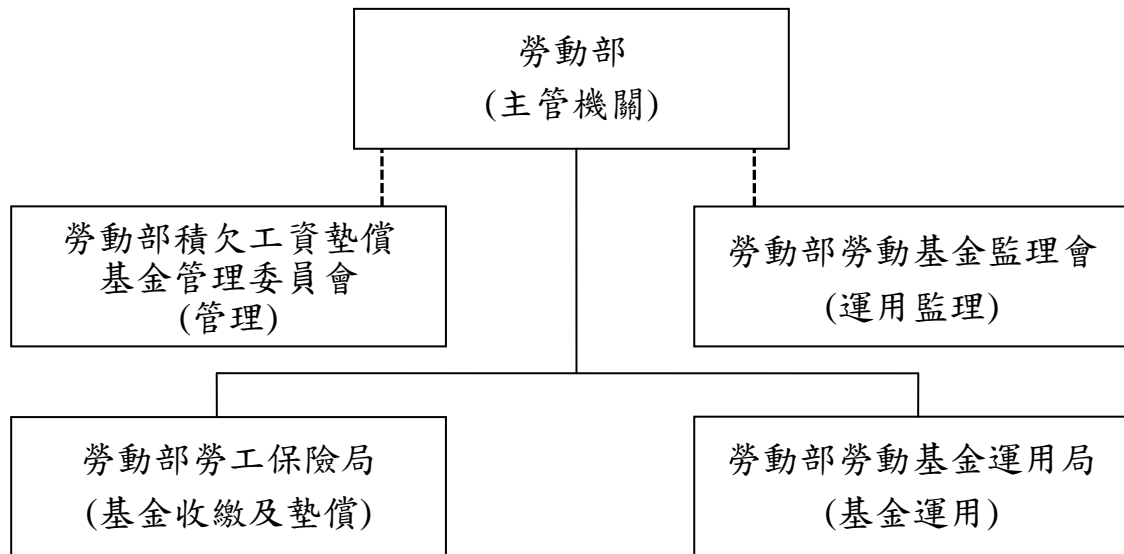 勞動部
(主管機關)
勞動部積欠工資墊償
基金管理委員會
(管理)
勞動部勞動基金監理會
(運用監理)
勞動部勞工保險局
(基金收繳及墊償)
勞動部勞動基金運用局
(基金運用)